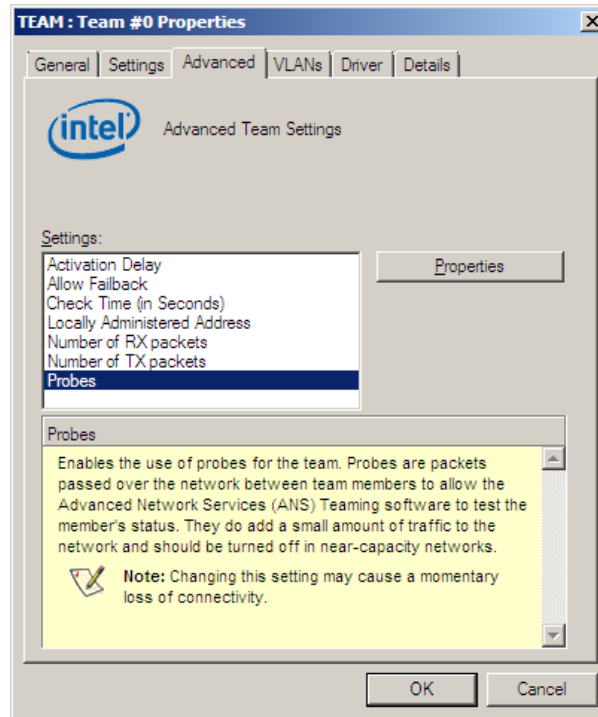 TEAM : Team #0 Properties
General Settings Advanced VLANs Driver Details
intel
Advanced Team Settings
Settings:
Activation Delay
Allow Failback
Check Time (in Seconds)
Locally Administered Address
Number of RX packets
Number of TX packets
Probes
Properties
Probes
Enables the use of probes for the team. Probes are packets
passed over the network between team members to allow the
Advanced Network Services (ANS) Teaming software to test the
member's status. They do add a small amount of traffic to the
network and should be turned off in near-capacity networks.
Note: Changing this setting may cause a momentary
loss of connectivity.
OK Cancel